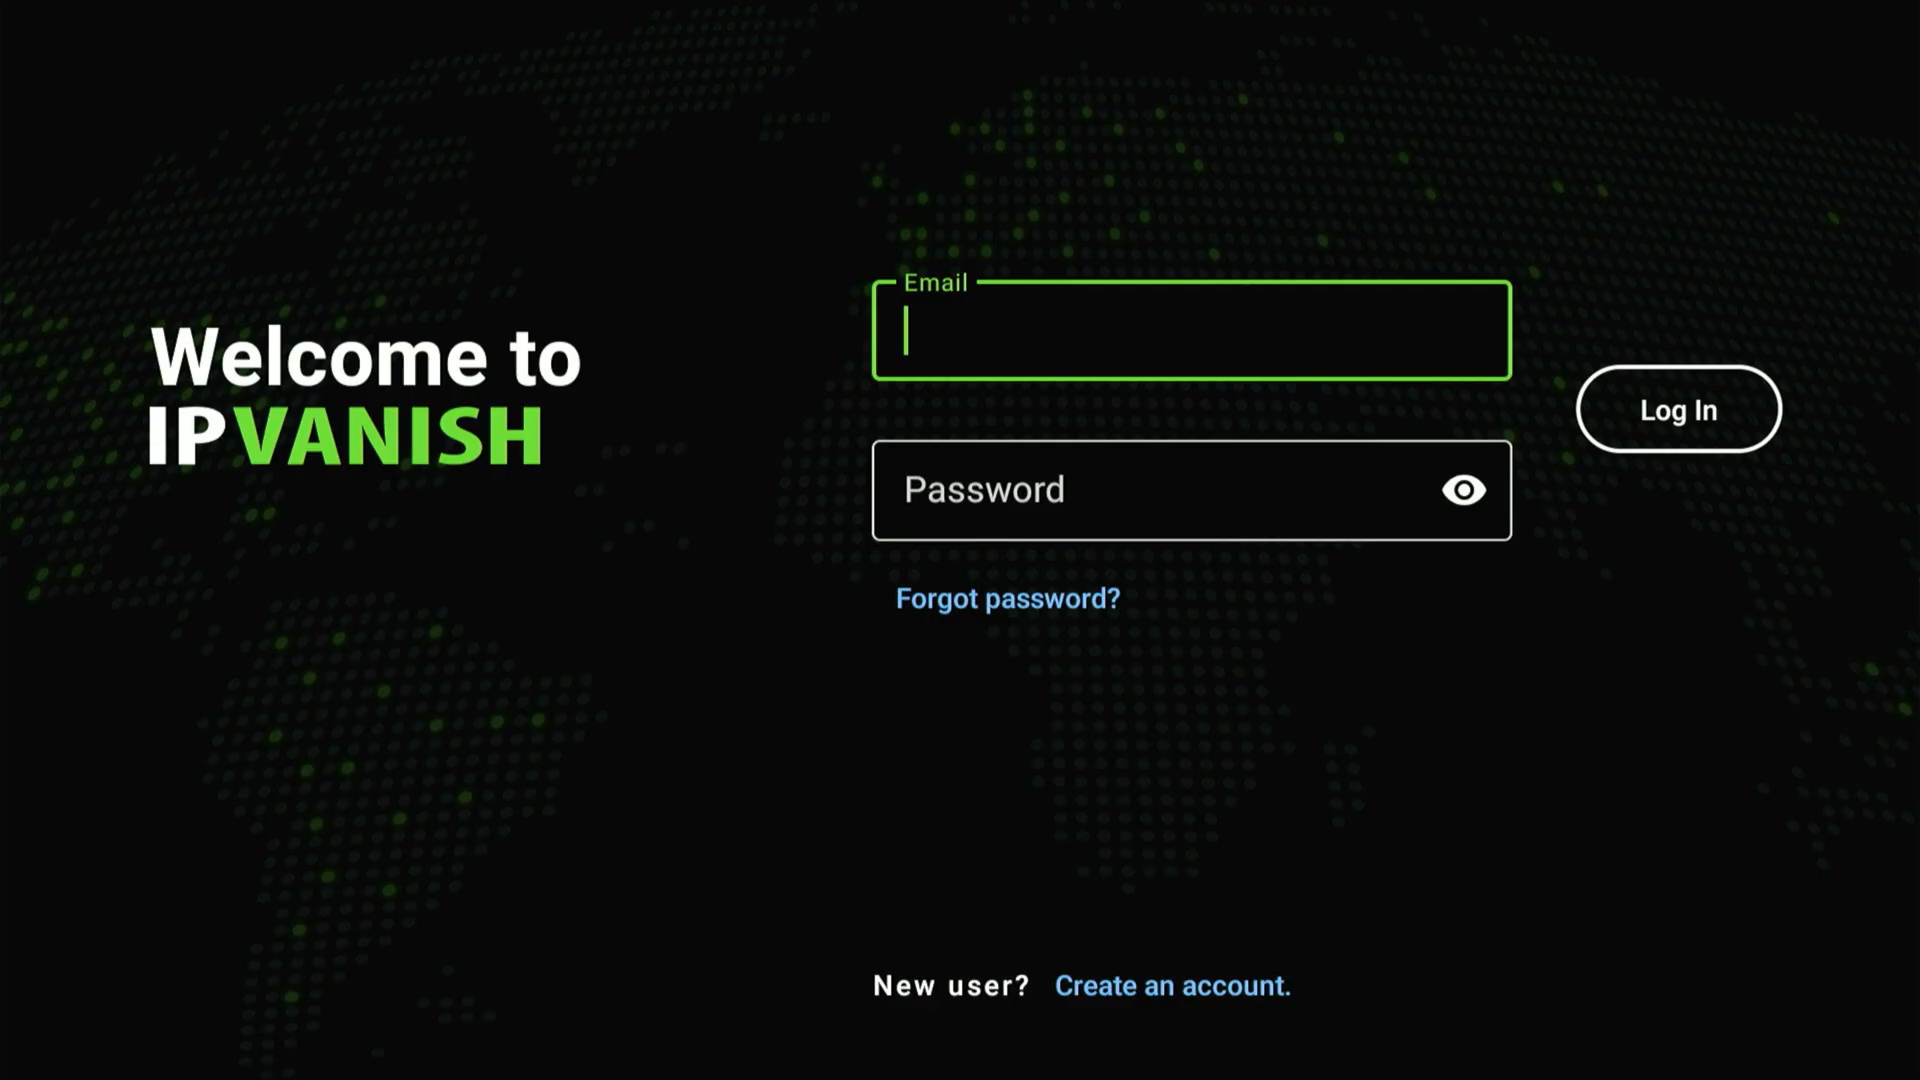 Welcome to
IPVANISH
Email
Password
Log In
Forgot password?
New user? Create an account.